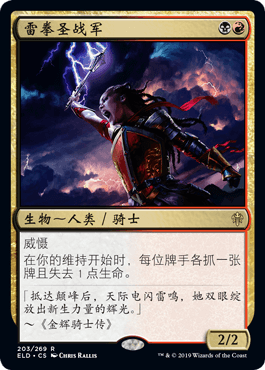 雷拳圣战军
生物～人类 / 骑士
威慑
在你的维持开始时，每位牌手各抓一张
牌且失去 1 点生命。
「抵达巅峰后，天际电闪雷鸣，她双眼绽
放出新生力量的辉光。」
～《金辉骑士传》
2/2
203/269 R
ELD • CS CHRIS RALLIS
™ & © 2019 Wizards of the Coast